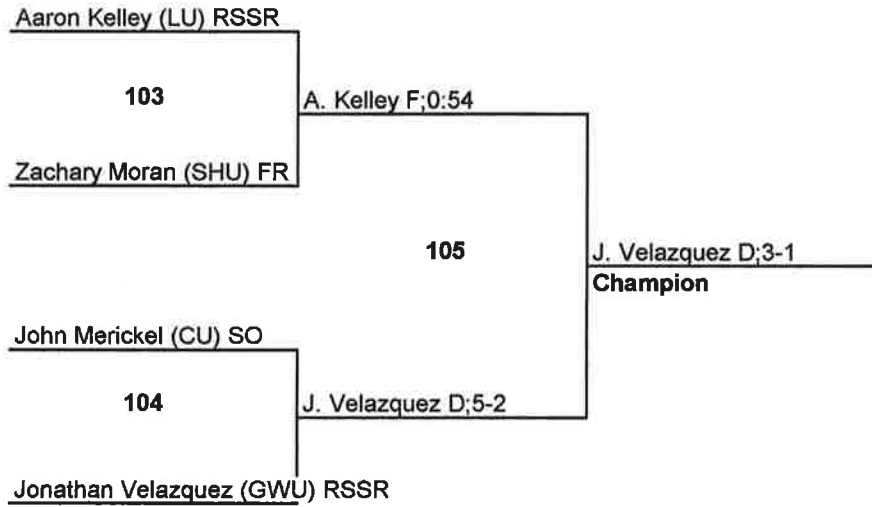 Aaron Kelley (LU) RSSR
103
A. Kelley F;0:54
Zachary Moran (SHU) FR
105
J. Velazquez D;3-1
Champion
John Merickel (CU) SO
104
J. Velazquez D;5-2
Jonathan Velazquez (GWU) RSSR